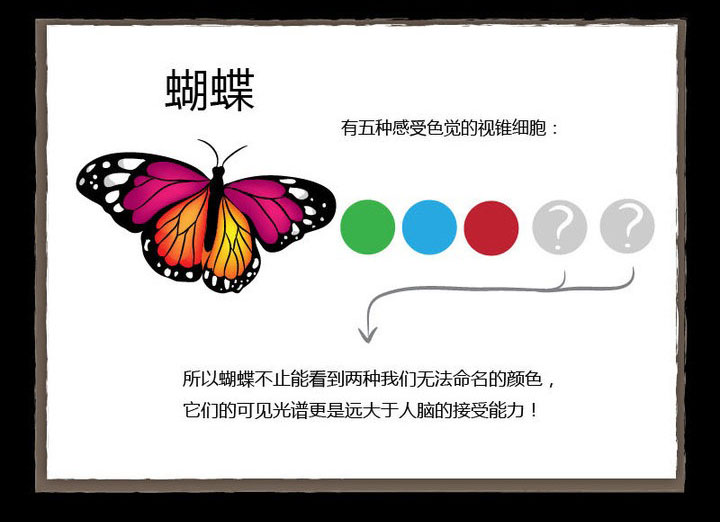 蝴蝶
有五种感受色觉的视锥细胞：
? ?
所以蝴蝶不止能看到两种我们无法命名的颜色，
它们的可见光谱更是远大于人脑的接受能力！